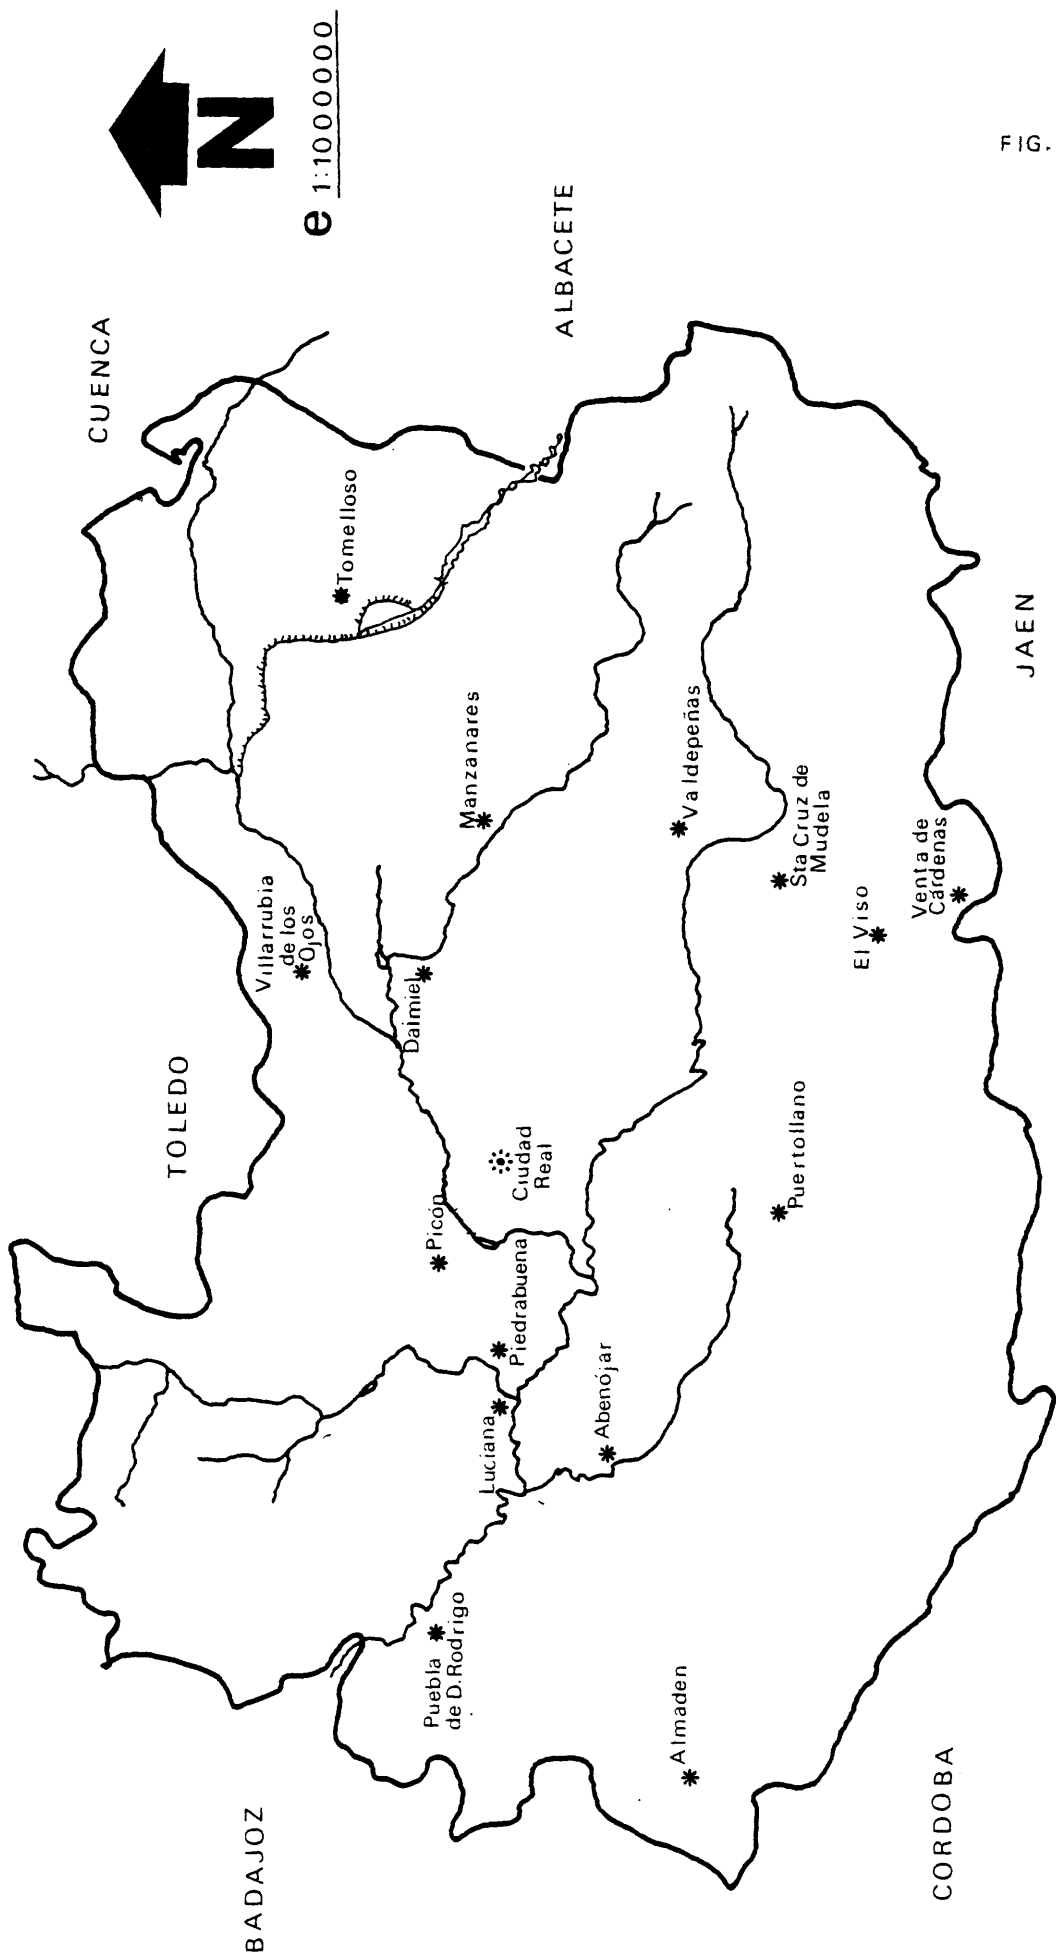 N
e 1:1000000
FIG.
CUENCA
ALBACETE
TOLEDO
BADAJOZ
CORDOBA
JAEN
Tomelloso
Manzanares
Villarrubia
de los
Ojos
Daimiel
Valdepeñas
Sta Cruz de
Mudela
El Viso
Venta de
Cárdenas
Ciudad
Real
Picón
Piedrabuena
Luciana
Abenójar
Puertollano
Puebla
de D. Rodrigo
Almaden